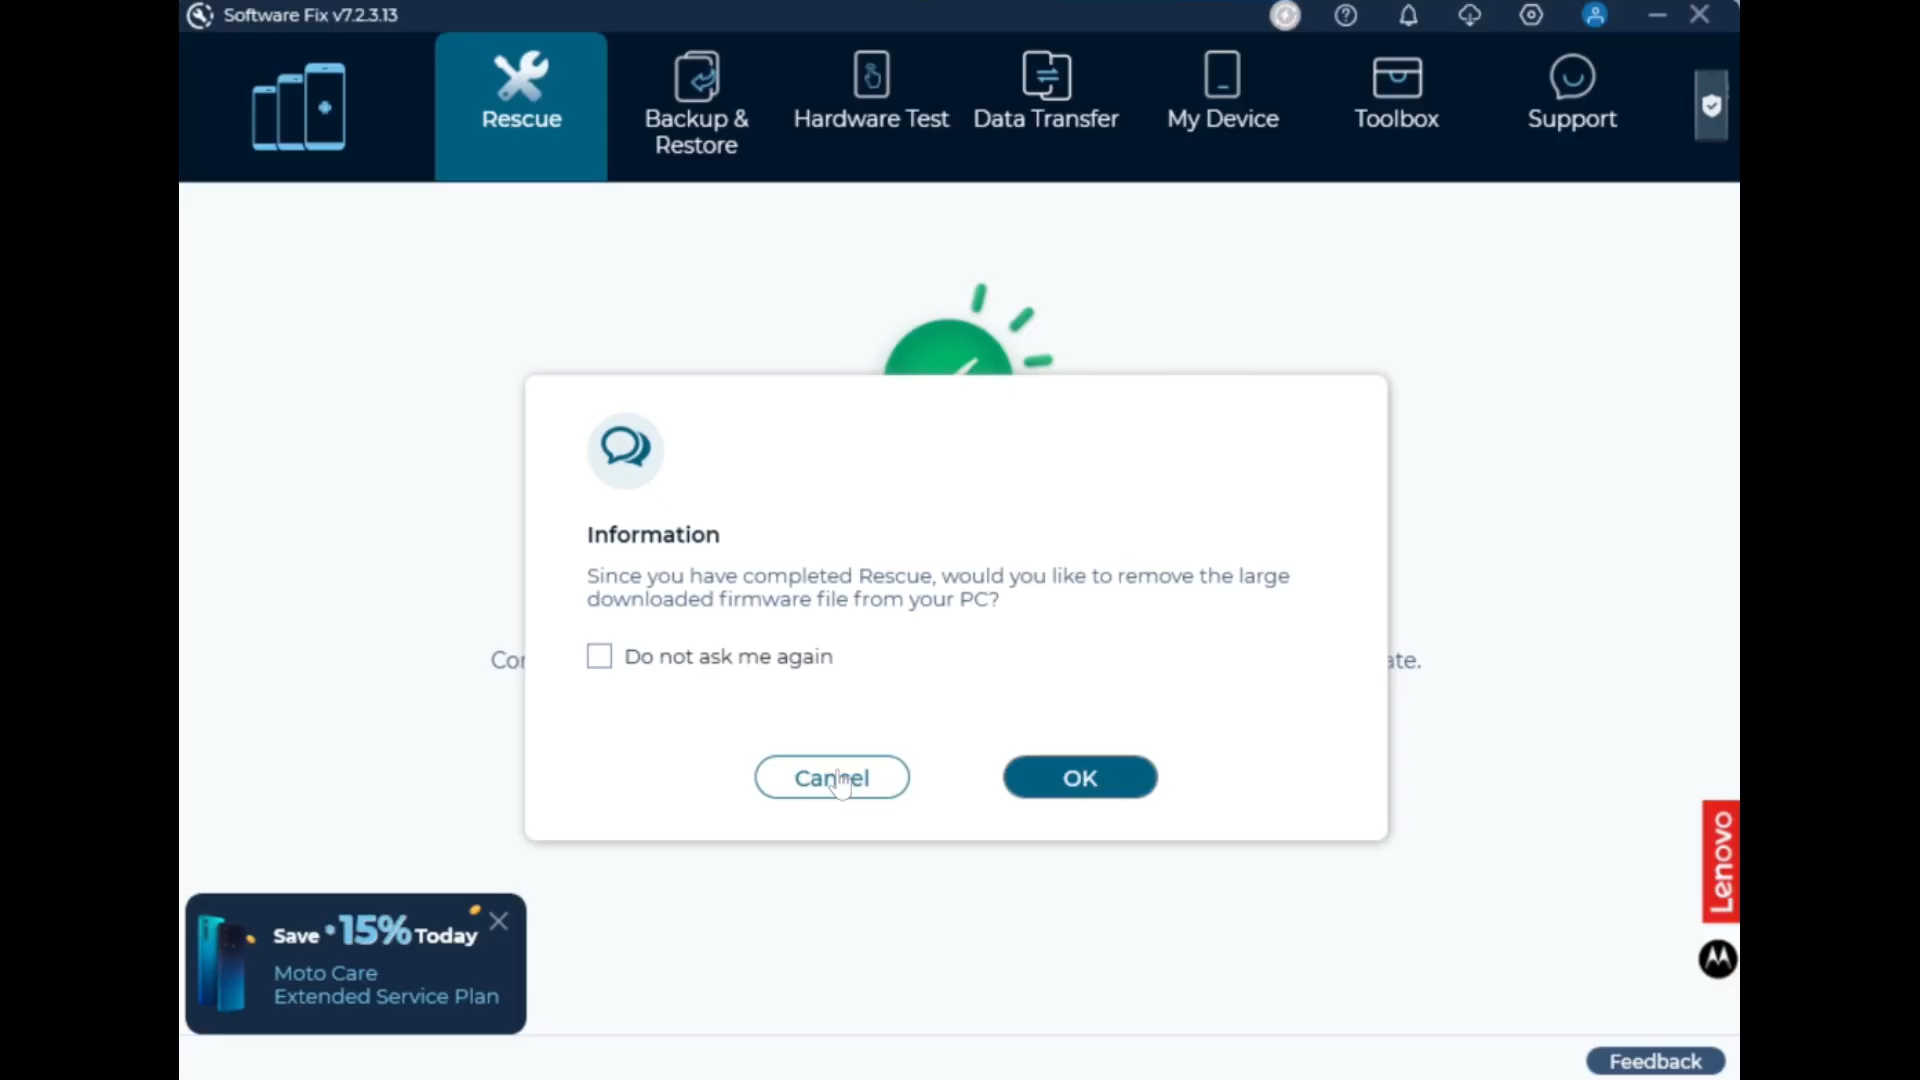 Software Fix v7.2.3.13
Rescue
Backup &
Restore
Hardware Test
Data Transfer
My Device
Toolbox
Support
Information
Since you have completed Rescue, would you like to remove the large
downloaded firmware file from your PC?
Do not ask me again
Cancel
OK
Save 15% Today
Moto Care
Extended Service Plan
Lenovo
Feedback